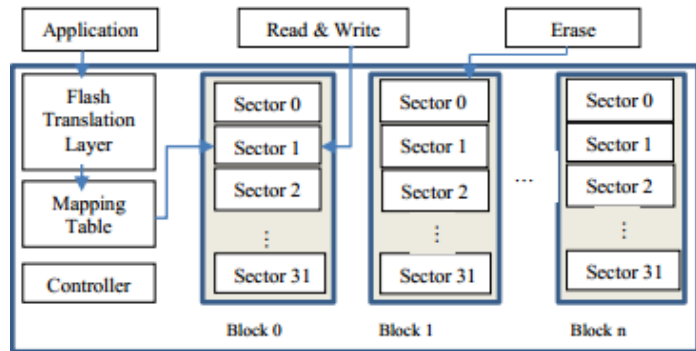 Application
Read & Write
Erase
Flash
Translation
Layer
Mapping
Table
Controller
Sector 0
Sector 1
Sector 2
⋮
Sector 31
Block 0
Sector 0
Sector 1
Sector 2
⋮
Sector 31
Block 1
...
Sector 0
Sector 1
Sector 2
⋮
Sector 31
Block n